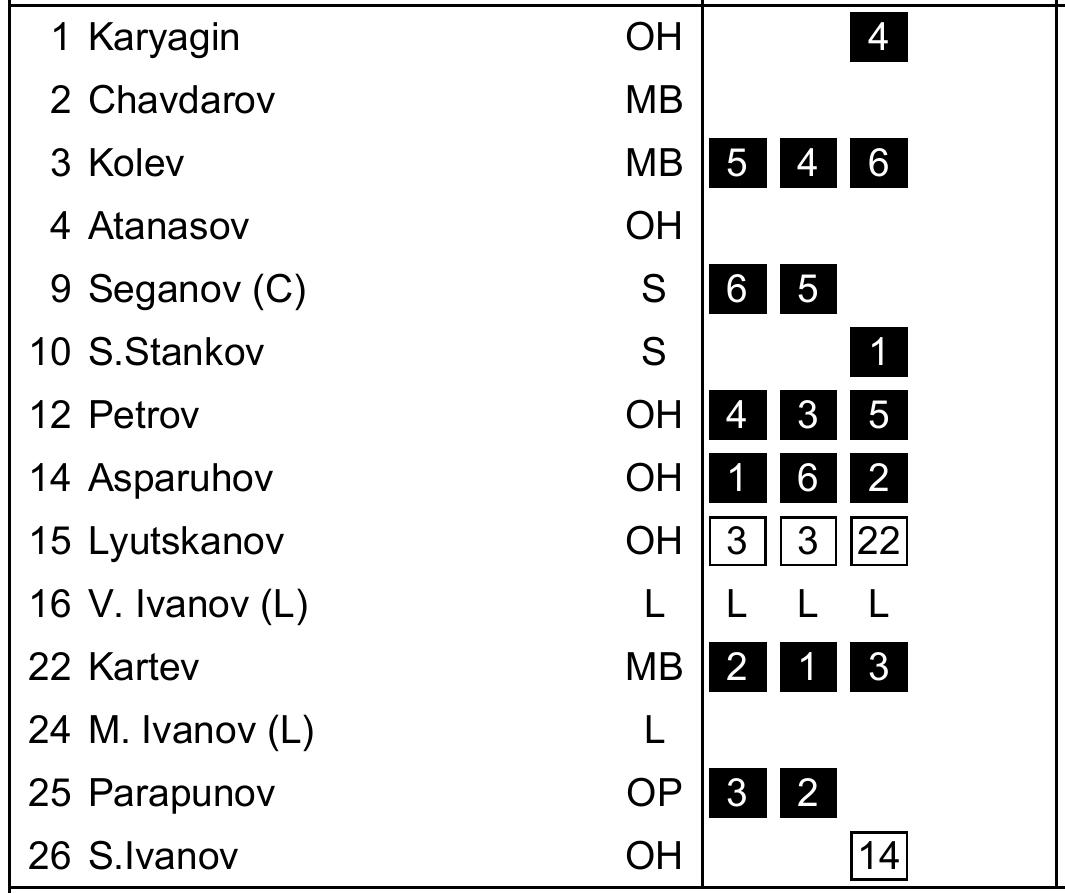 1 Karyagin OH 4
2 Chavdarov MB
3 Kolev MB 5 4 6
4 Atanasov OH
9 Seganov (C) S 6 5
10 S.Stankov S 1
12 Petrov OH 4 3 5
14 Asparuhov OH 1 6 2
15 Lyutskanov OH 3 3 22
16 V. Ivanov (L) L L L L
22 Kartev MB 2 1 3
24 M. Ivanov (L) L
25 Parapunov OP 3 2
26 S.Ivanov OH 14